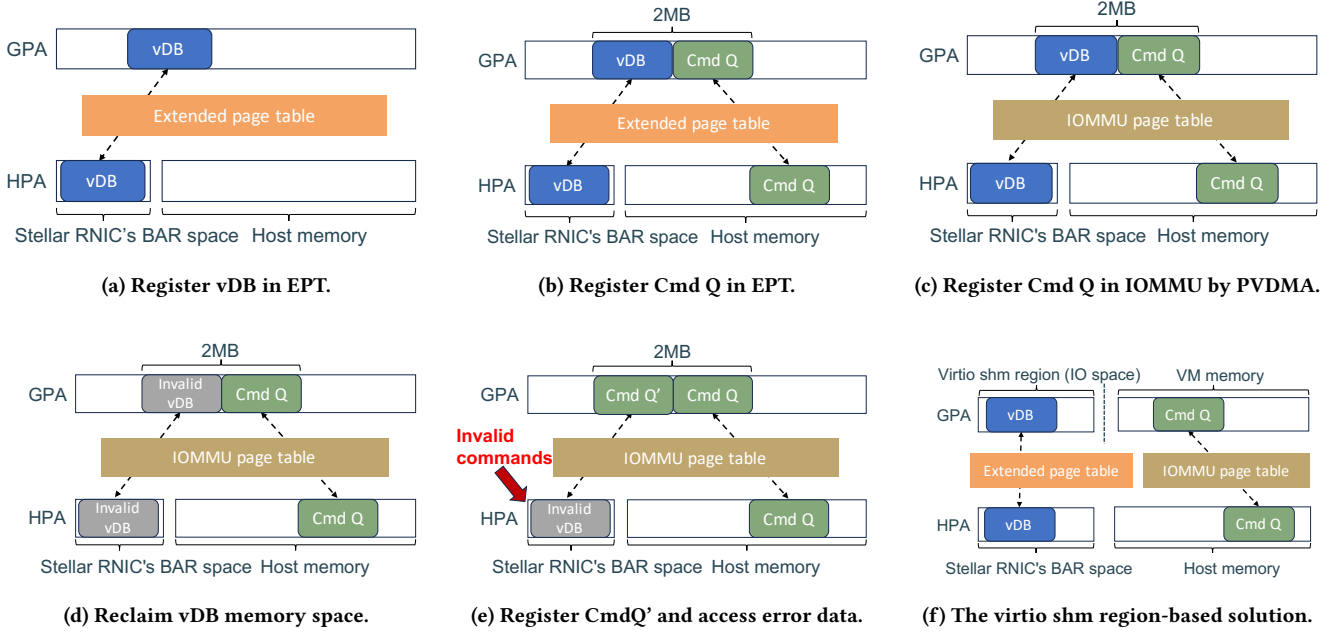 GPA
vDB
Extended page table
HPA
vDB
Stellar RNIC's BAR space Host memory
(a) Register vDB in EPT.
2MB
GPA
vDB Cmd Q
Extended page table
HPA
vDB Cmd Q
Stellar RNIC's BAR space Host memory
(b) Register Cmd Q in EPT.
2MB
GPA
vDB Cmd Q
IOMMU page table
HPA
vDB Cmd Q
Stellar RNIC's BAR space Host memory
(c) Register Cmd Q in IOMMU by PVDMA.
2MB
GPA
Invalid
vDB
Cmd Q
IOMMU page table
HPA
Invalid
vDB
Cmd Q
Stellar RNIC's BAR space Host memory
(d) Reclaim vDB memory space.
2MB
GPA
Cmd Q’ Cmd Q
Invalid
commands
IOMMU page table
HPA
Invalid
vDB
Cmd Q
Stellar RNIC's BAR space Host memory
(e) Register CmdQ’ and access error data.
Virtio shm region (IO space) VM memory
GPA
vDB Cmd Q
Extended page table IOMMU page table
HPA
vDB Cmd Q
Stellar RNIC's BAR space Host memory
(f) The virtio shm region-based solution.